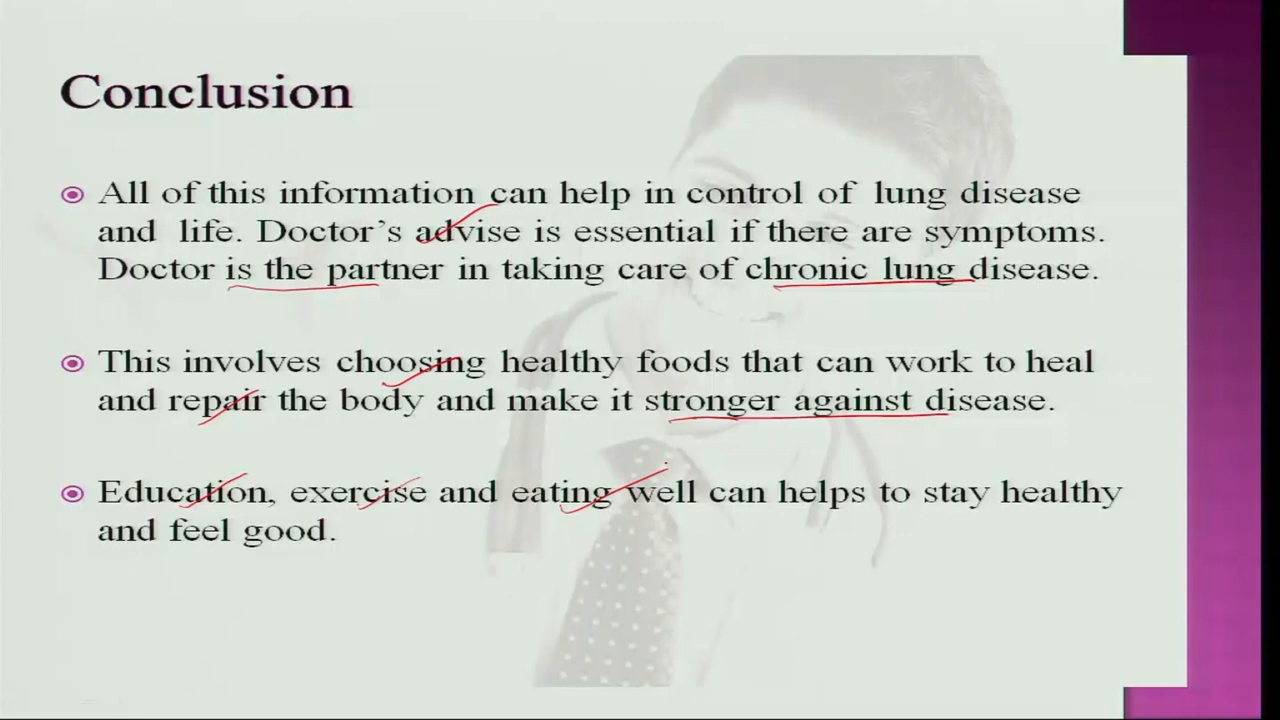 Conclusion
All of this information can help in control of lung disease
and life. Doctor’s advise is essential if there are symptoms.
Doctor is the partner in taking care of chronic lung disease.
This involves choosing healthy foods that can work to heal
and repair the body and make it stronger against disease.
Education, exercise and eating well can helps to stay healthy
and feel good.